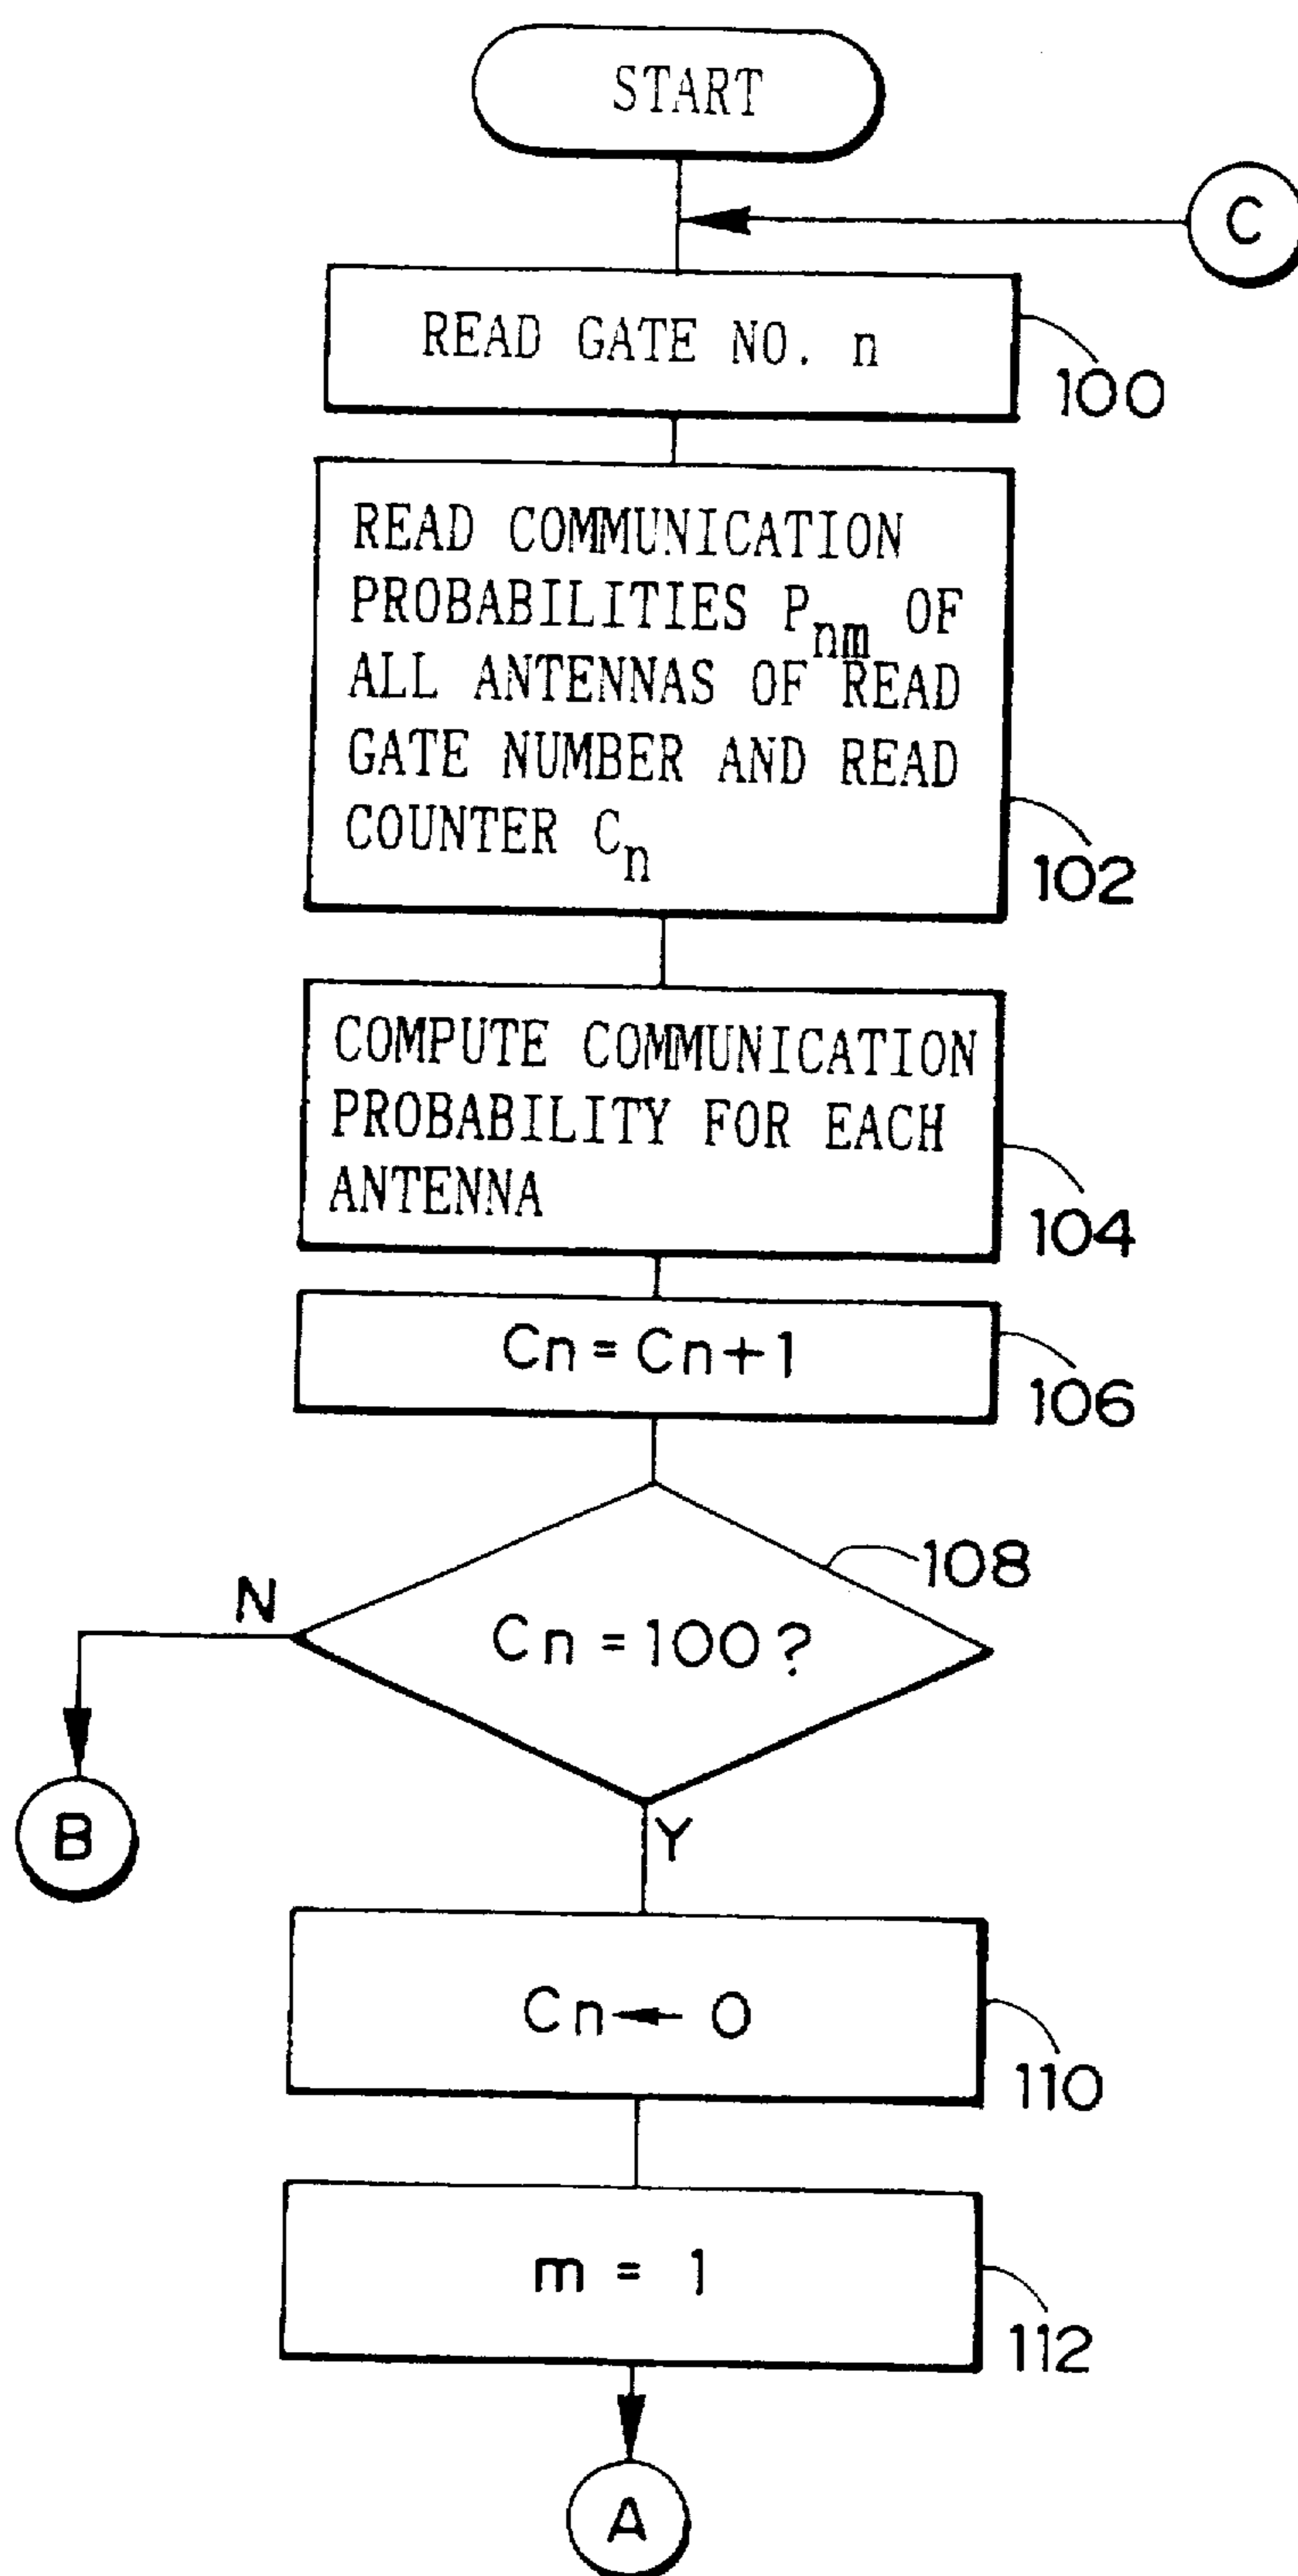 START
C
READ GATE NO. n
100
READ COMMUNICATION
PROBABILITIES Pnm OF
ALL ANTENNAS OF READ
GATE NUMBER AND READ
COUNTER Cn
102
COMPUTE COMMUNICATION
PROBABILITY FOR EACH
ANTENNA
104
Cn = Cn+1
106
108
N
Cn = 100 ?
B
Y
Cn ← 0
110
m = 1
112
A